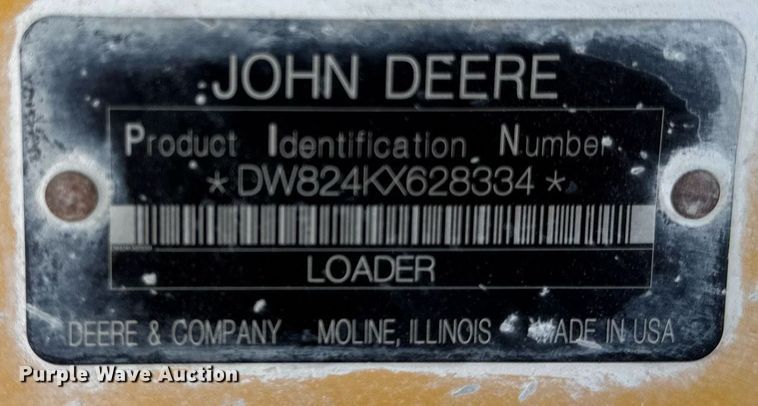 JOHN DEERE
Product Identification Number
* DW824KX628334 *
LOADER
DEERE & COMPANY MOLINE, ILLINOIS MADE IN USA
Purple Wave Auction